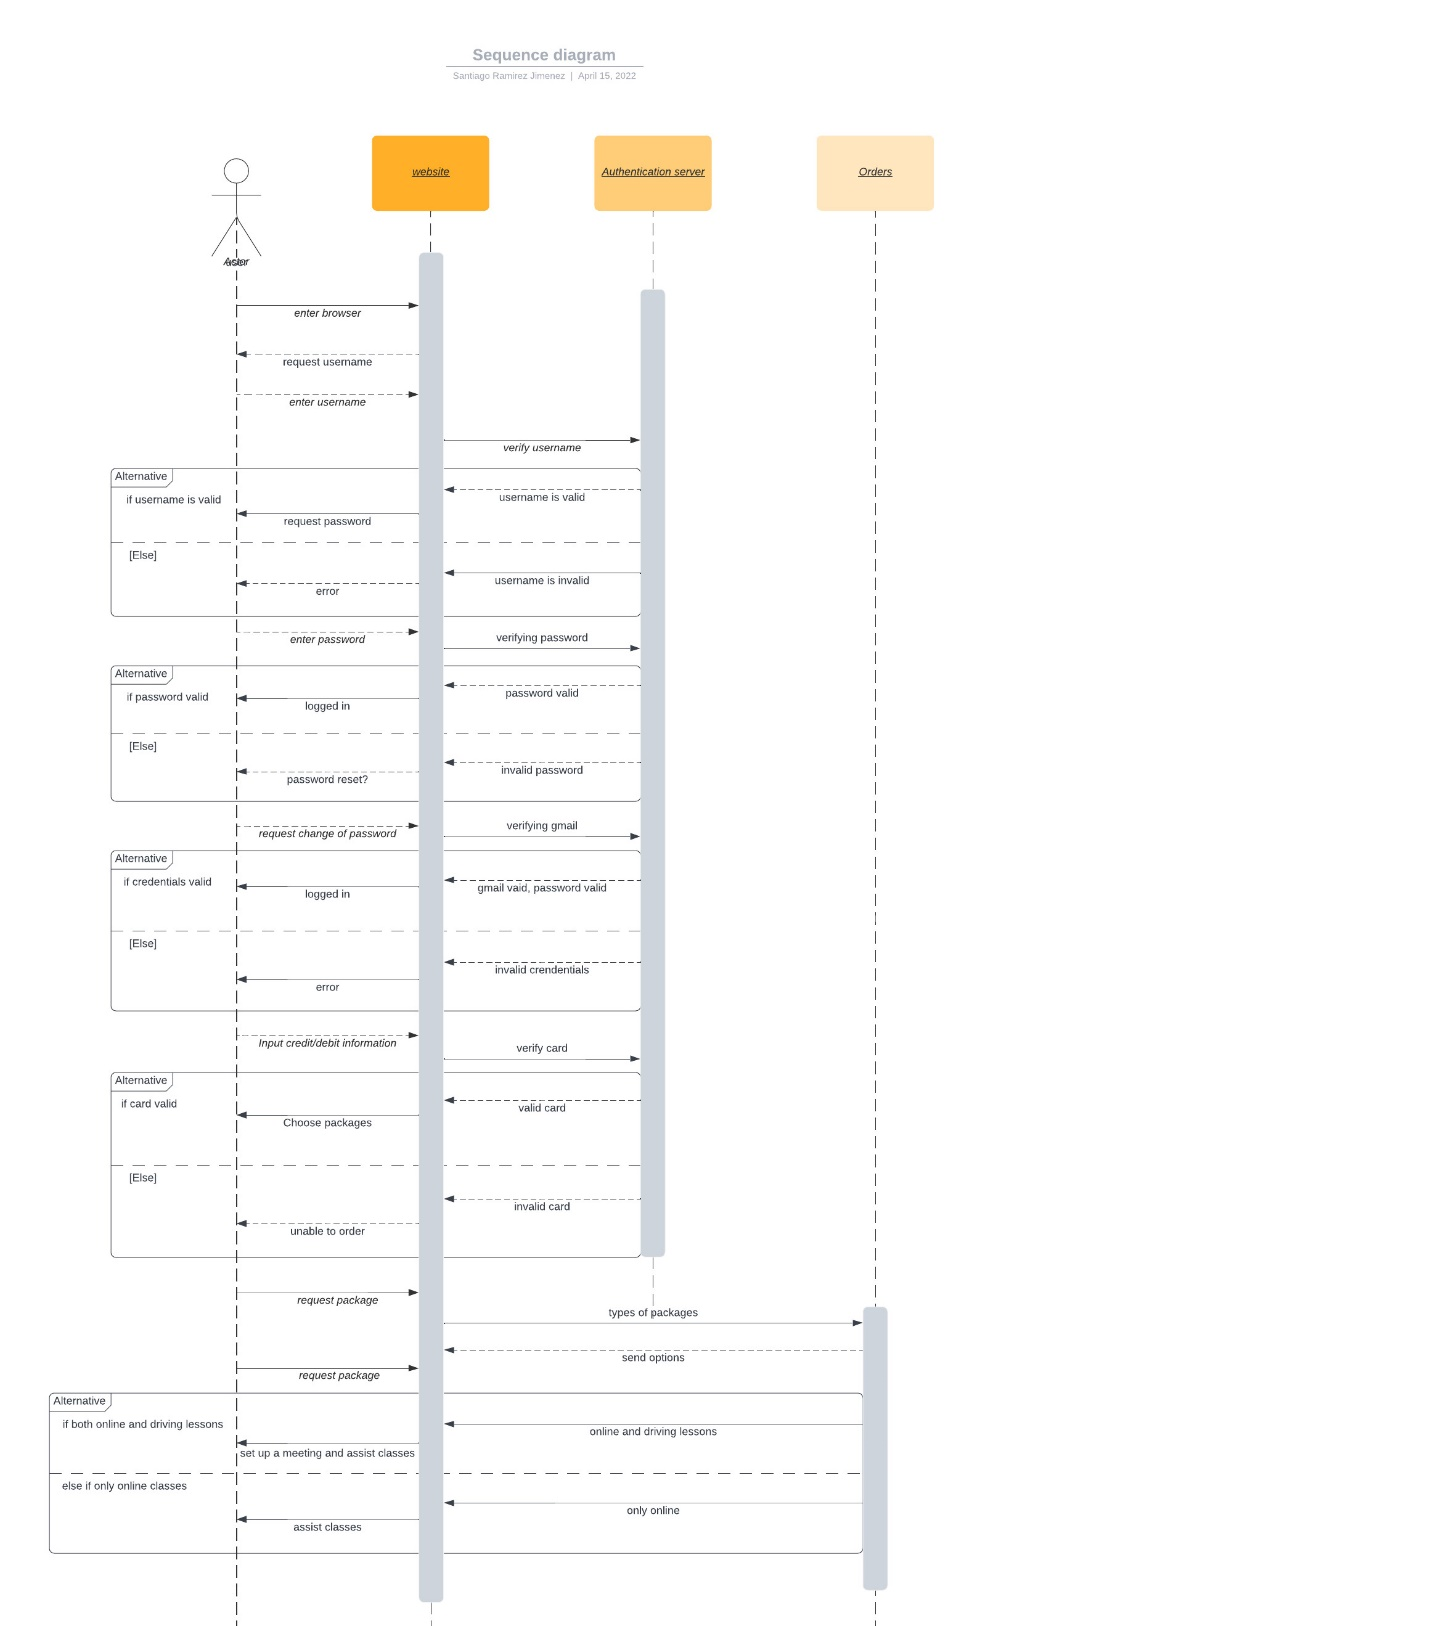 Sequence diagram
Santiago Ramirez Jimenez | April 15, 2022
website
Authentication server
Orders
Actor
enter browser
request username
enter username
verify username
Alternative
username is valid
if username is valid
request password
[Else]
username is invalid
error
enter password
verifying password
Alternative
password valid
if password valid
logged in
[Else]
invalid password
password reset?
request change of password
verifying gmail
Alternative
if credentials valid
gmail vaid, password valid
logged in
[Else]
invalid crendentials
error
Input credit/debit information
verify card
Alternative
if card valid
valid card
Choose packages
[Else]
invalid card
unable to order
request package
types of packages
send options
request package
Alternative
if both online and driving lessons
online and driving lessons
set up a meeting and assist classes
else if only online classes
only online
assist classes